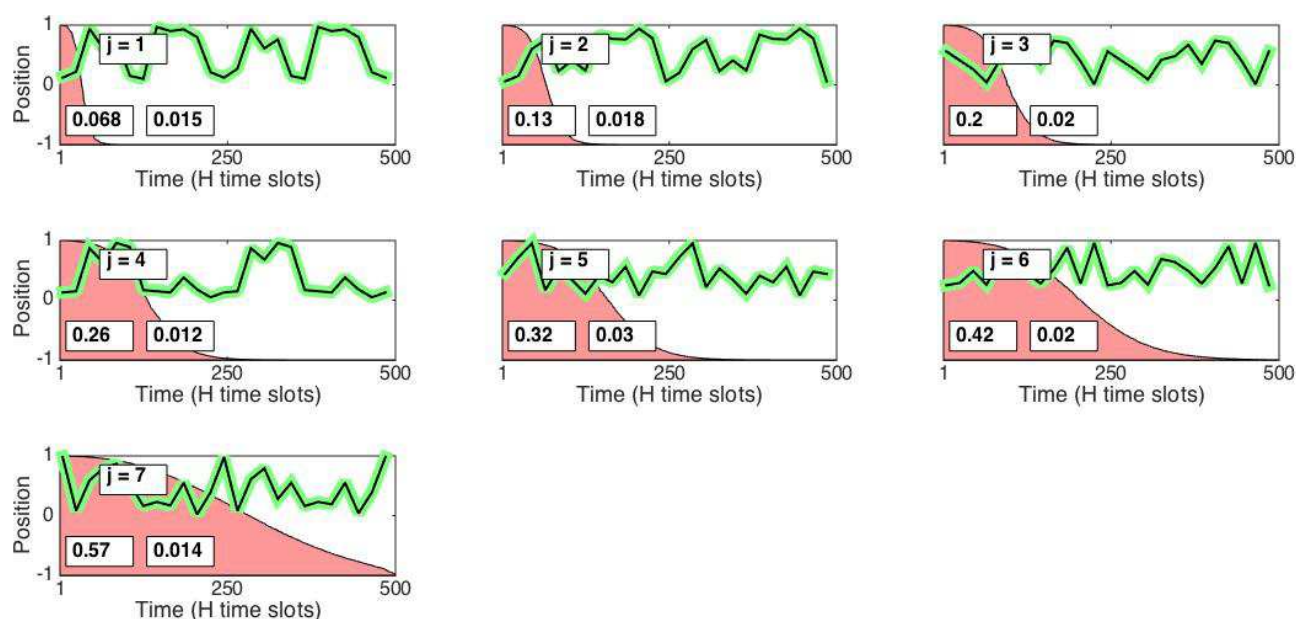 j = 1
Position
1
0
-1
0.068
0.015
1
250
500
Time (H time slots)
j = 2
0.13
0.018
1
250
500
Time (H time slots)
j = 3
0.2
0.02
1
250
500
Time (H time slots)
j = 4
Position
1
0
-1
0.26
0.012
1
250
500
Time (H time slots)
j = 5
0.32
0.03
1
250
500
Time (H time slots)
j = 6
0.42
0.02
1
250
500
Time (H time slots)
j = 7
Position
1
0
-1
0.57
0.014
1
250
500
Time (H time slots)